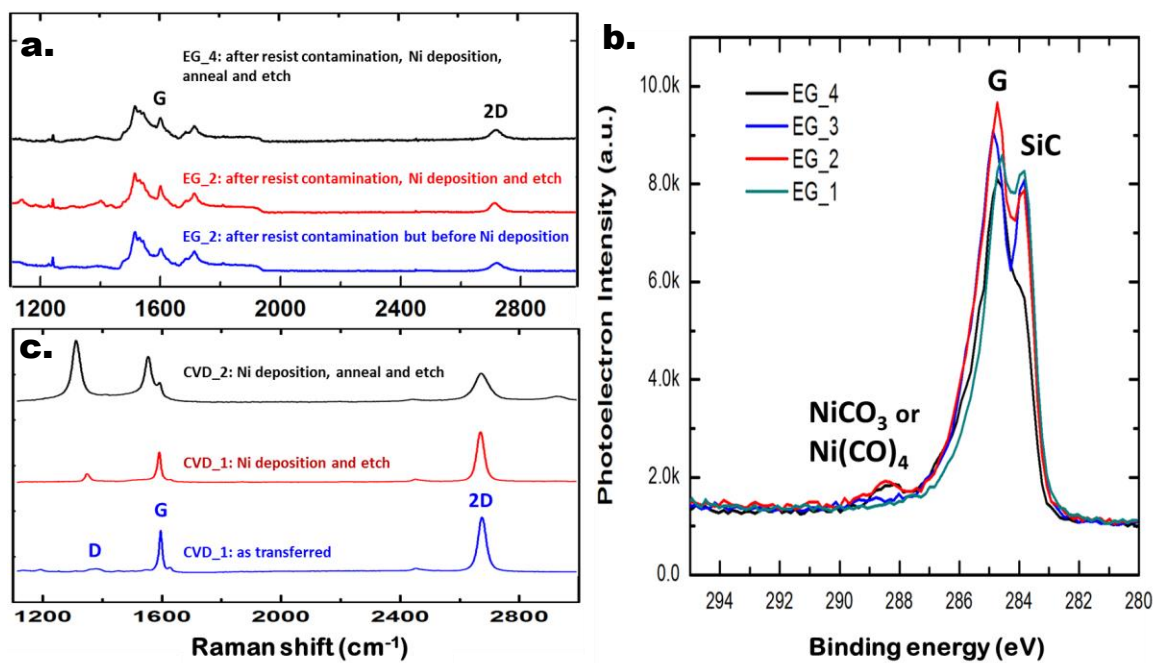 a.
EG_4: after resist contamination, Ni deposition,
anneal and etch
G
2D
EG_2: after resist contamination, Ni deposition and etch
EG_2: after resist contamination but before Ni deposition
1200 1600 2000 2400 2800
c.
CVD_2: Ni deposition, anneal and etch
CVD_1: Ni deposition and etch
G
2D
D
CVD_1: as transferred
1200 1600 2000 2400 2800
Raman shift (cm⁻¹)
b.
Photoelectron Intensity (a.u.)
10.0k
8.0k
6.0k
4.0k
2.0k
0.0
EG_4
EG_3
EG_2
EG_1
G
SiC
NiCO₃ or
Ni(CO)₄
294 292 290 288 286 284 282 280
Binding energy (eV)